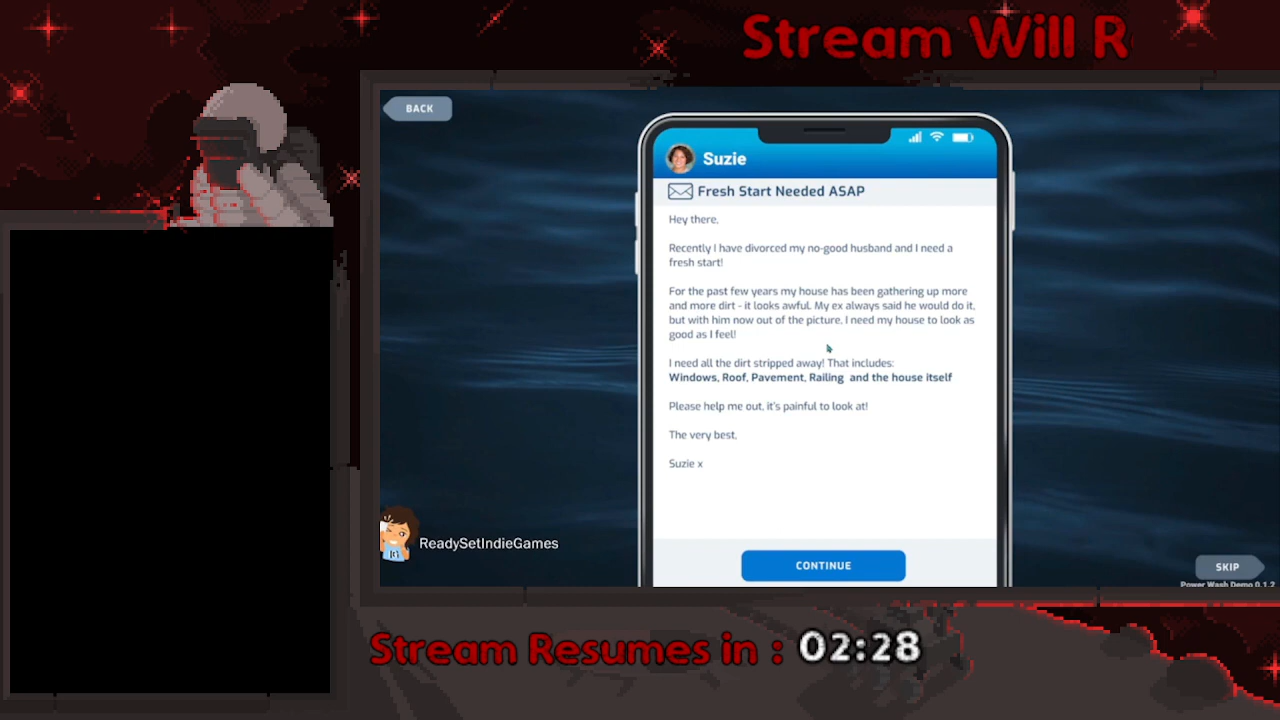 Stream Will R
BACK
Suzie
Fresh Start Needed ASAP
Hey there,
Recently I have divorced my no-good husband and I need a
fresh start!
For the past few years my house has been gathering up more
and more dirt - it looks awful. My ex always said he would do it,
but with him now out of the picture, I need my house to look as
good as I feel!
I need all the dirt stripped away! That includes:
Windows, Roof, Pavement, Railing and the house itself
Please help me out, it's painful to look at!
The very best,
Suzie x
ReadySetIndieGames
CONTINUE
SKIP
Power Wash Demo 0.1.2
Stream Resumes in : 02:28